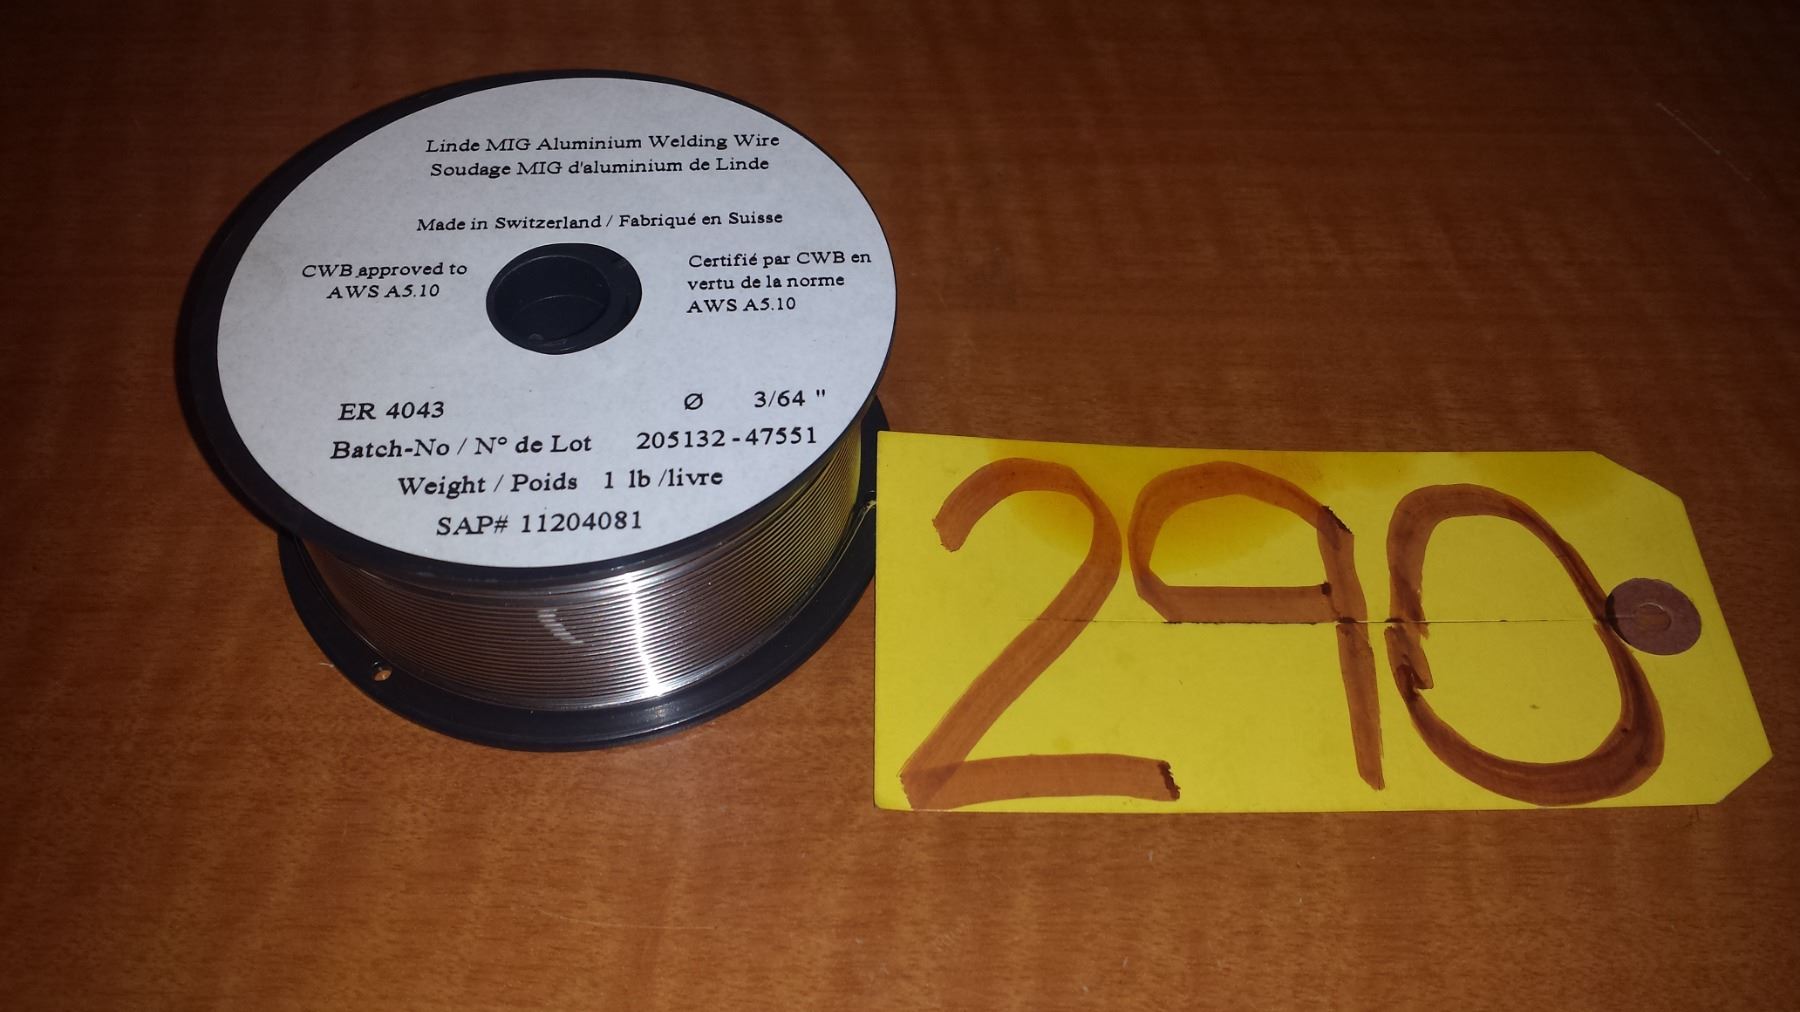 Linde MIG Aluminium Welding Wire
Soudage MIG d'aluminium de Linde
Made in Switzerland / Fabriqué en Suisse
CWB approved to
AWS A5.10
Certifié par CWB en
vertu de la norme
AWS A5.10
ER 4043 Ø 3/64 "
Batch-No / N° de Lot 205132-47551
Weight / Poids 1 lb /livre
SAP# 11204081
290